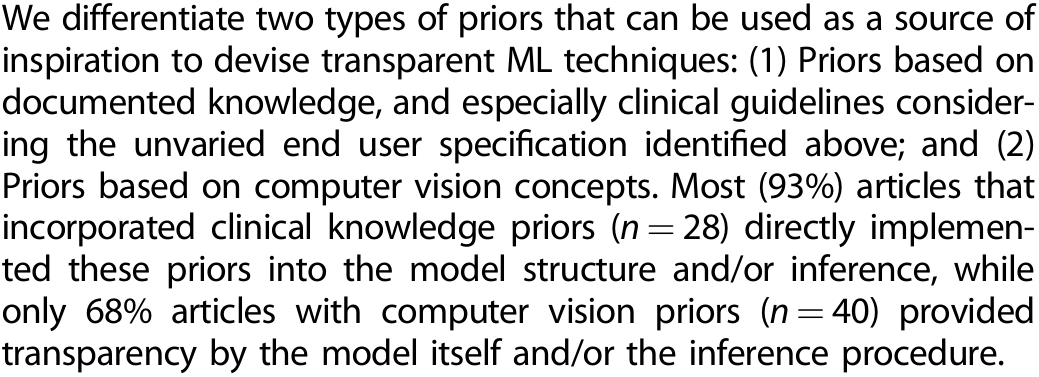 We differentiate two types of priors that can be used as a source of
inspiration to devise transparent ML techniques: (1) Priors based on
documented knowledge, and especially clinical guidelines consider-
ing the unvaried end user specification identified above; and (2)
Priors based on computer vision concepts. Most (93%) articles that
incorporated clinical knowledge priors (n = 28) directly implemen-
ted these priors into the model structure and/or inference, while
only 68% articles with computer vision priors (n = 40) provided
transparency by the model itself and/or the inference procedure.